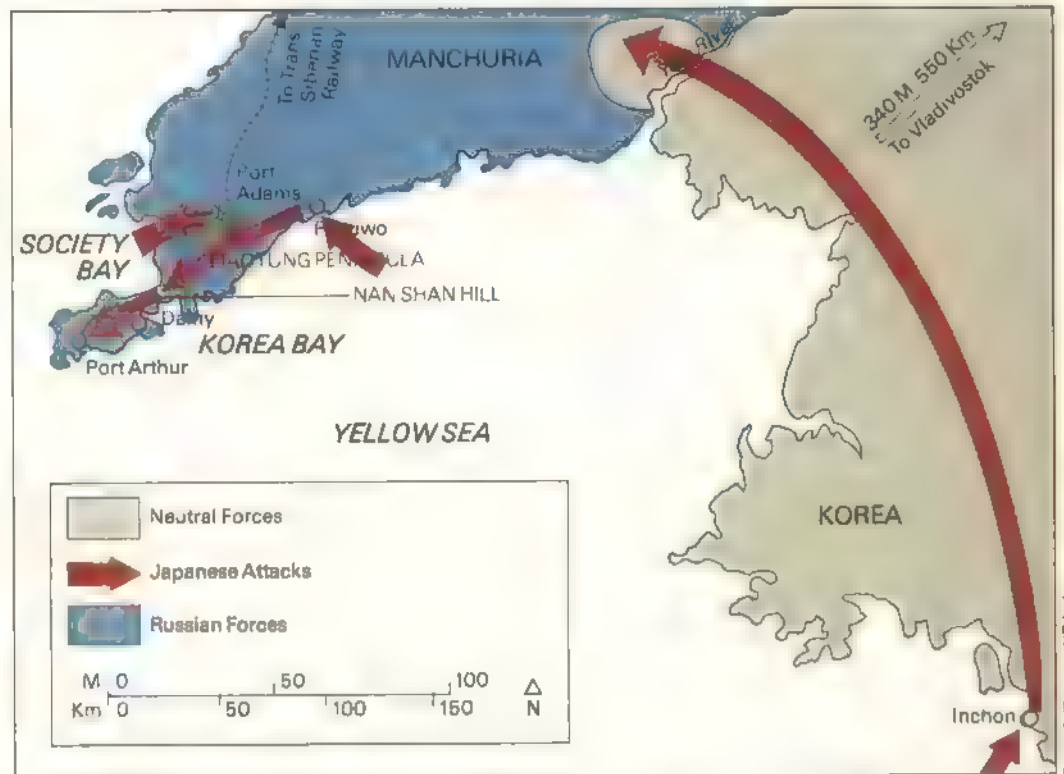 MANCHURIA
To Trans
Siberian
Railway
River
340 M 550 Km
To Vladivostok
Port
Adams
SOCIETY
BAY
NAN SHAN HILL
KOREA BAY
Port Arthur
YELLOW SEA
KOREA
Inchon
Neutral Forces
Japanese Attacks
Russian Forces
M 0 50 100
Km 0 50 100 150
N